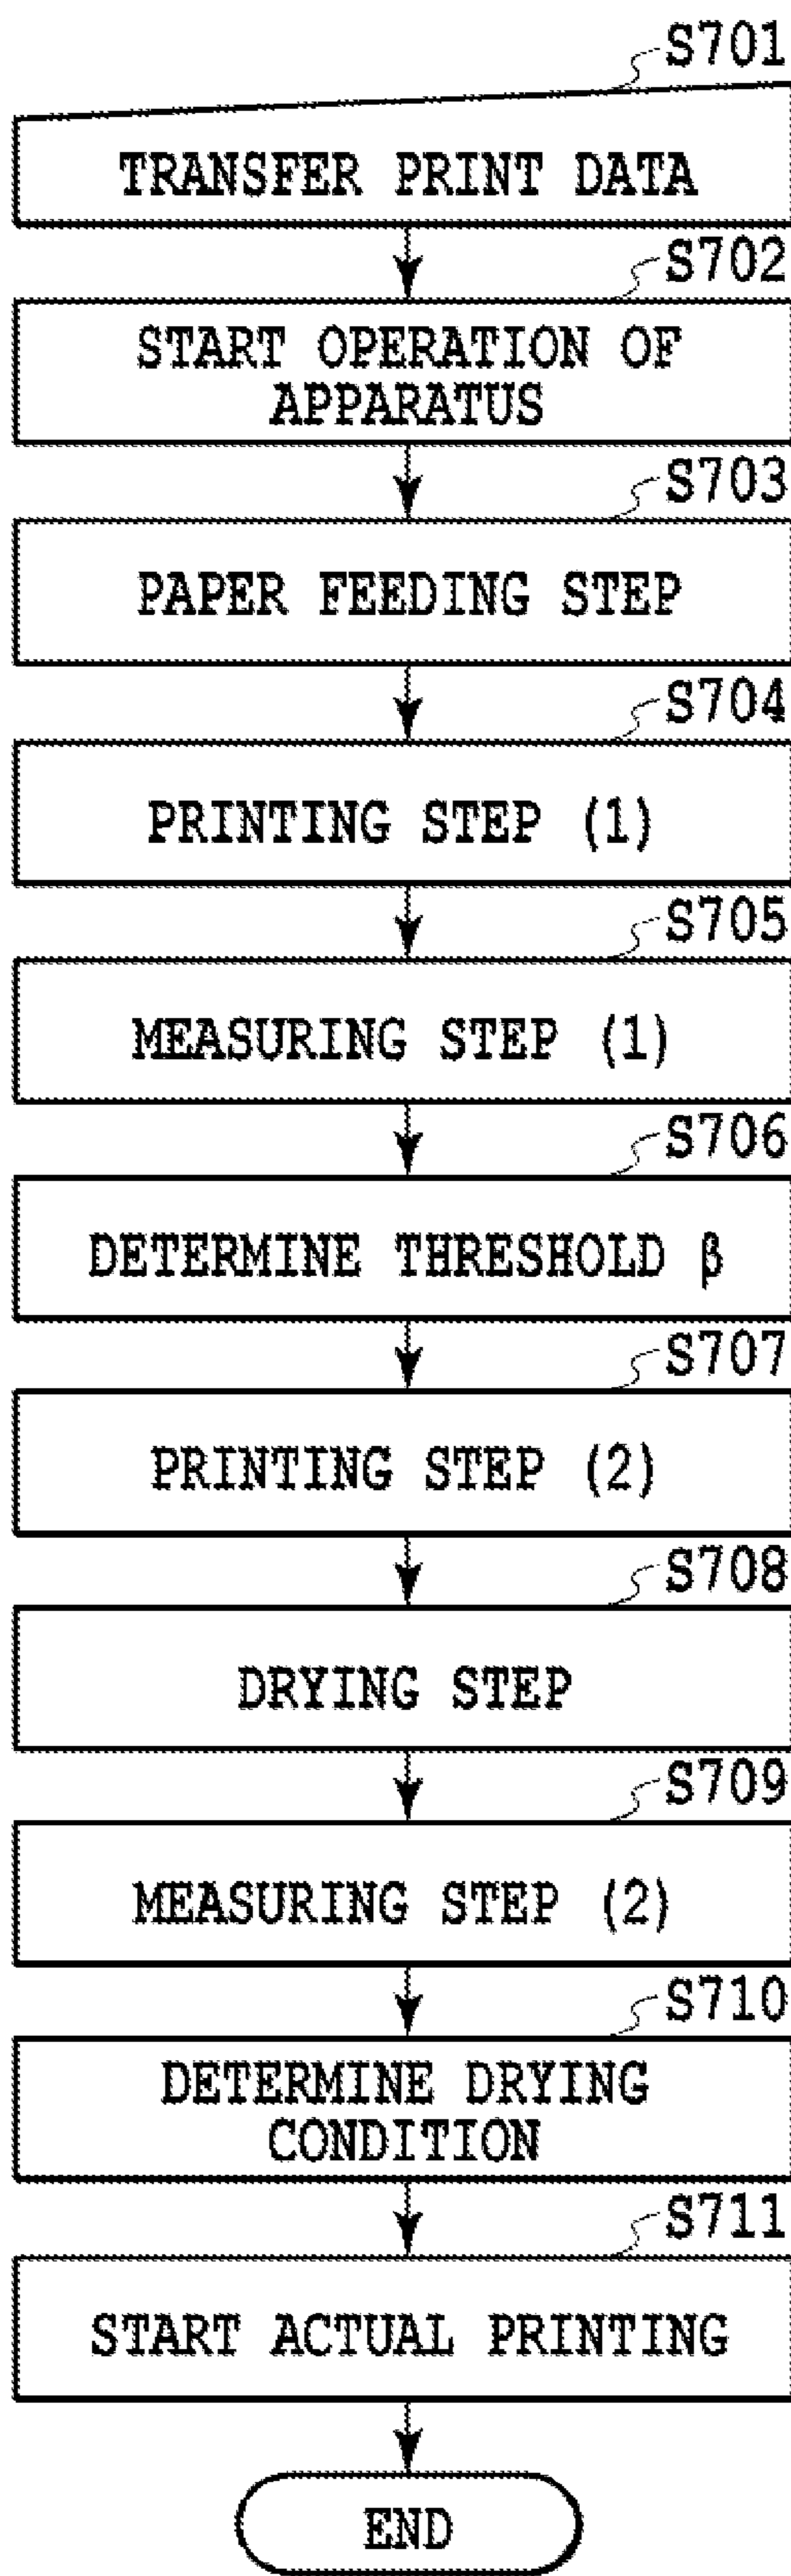 S701
TRANSFER PRINT DATA
S702
START OPERATION OF
APPARATUS
S703
PAPER FEEDING STEP
S704
PRINTING STEP (1)
S705
MEASURING STEP (1)
S706
DETERMINE THRESHOLD β
S707
PRINTING STEP (2)
S708
DRYING STEP
S709
MEASURING STEP (2)
S710
DETERMINE DRYING
CONDITION
S711
START ACTUAL PRINTING
END